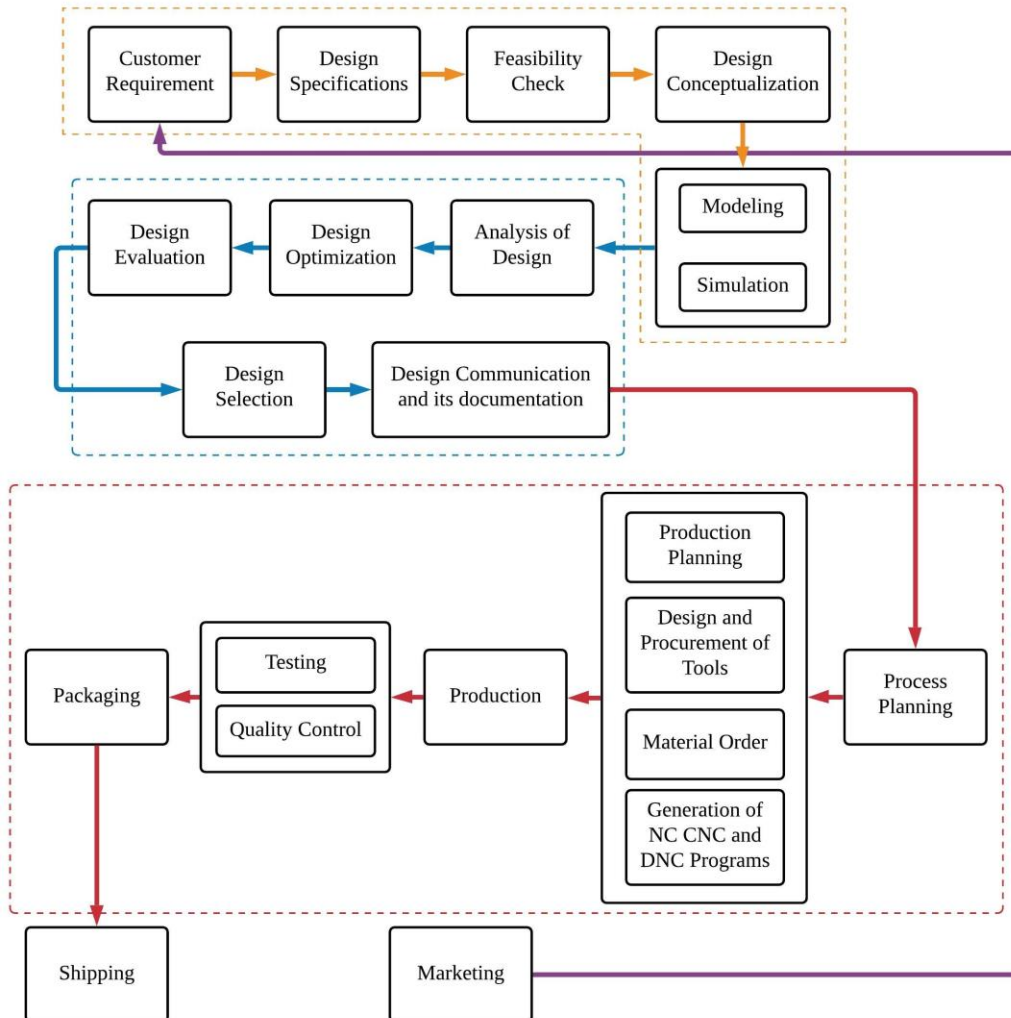 Customer
Requirement
Design
Specifications
Feasibility
Check
Design
Conceptualization
Modeling
Simulation
Analysis of
Design
Design
Optimization
Design
Evaluation
Design
Selection
Design Communication
and its documentation
Process
Planning
Production
Planning
Design and
Procurement of
Tools
Material Order
Generation of
NC CNC and
DNC Programs
Production
Testing
Quality Control
Packaging
Shipping
Marketing